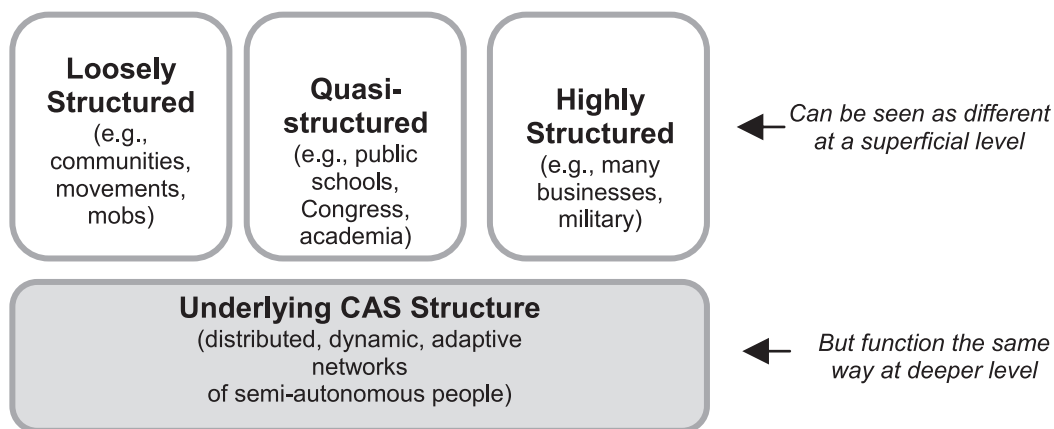 Loosely
Structured
(e.g.,
communities,
movements,
mobs)
Quasi-
structured
(e.g., public
schools,
Congress,
academia)
Highly
Structured
(e.g., many
businesses,
military)
Can be seen as different
at a superficial level
Underlying CAS Structure
(distributed, dynamic, adaptive
networks
of semi-autonomous people)
But function the same
way at deeper level